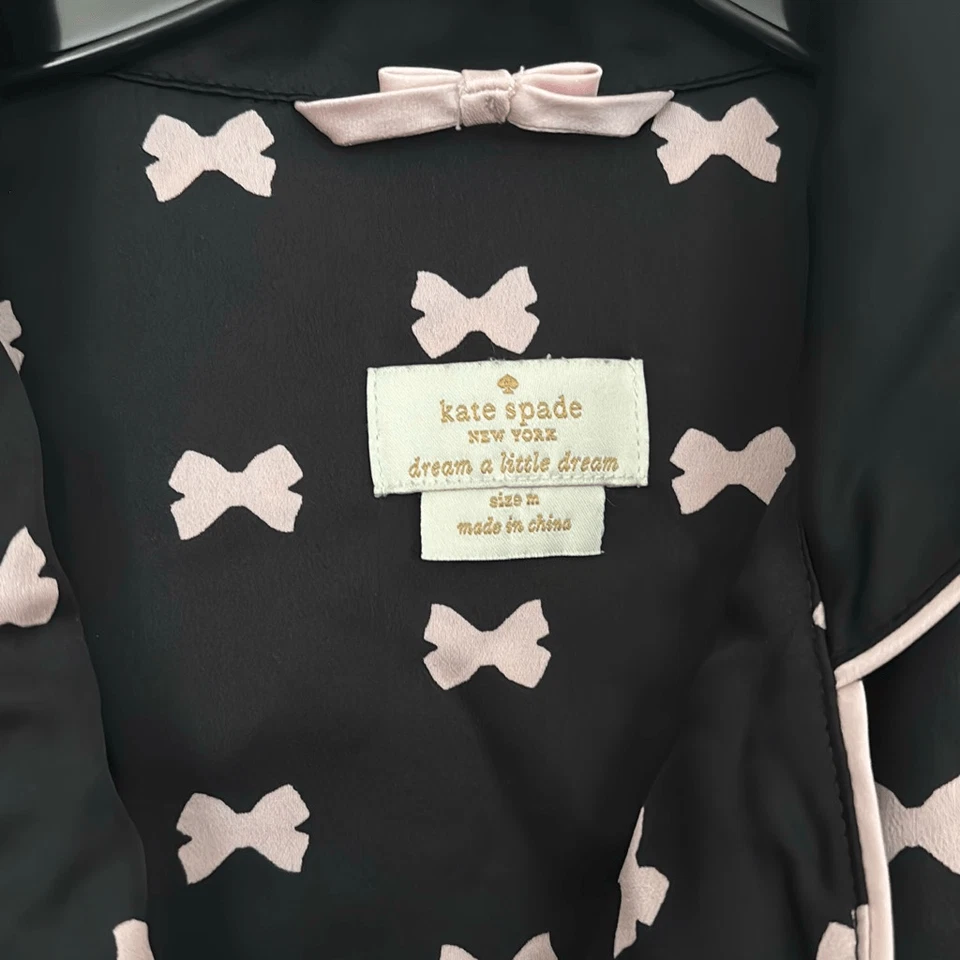 kate spade
NEW YORK
dream a little dream
size m
made in china